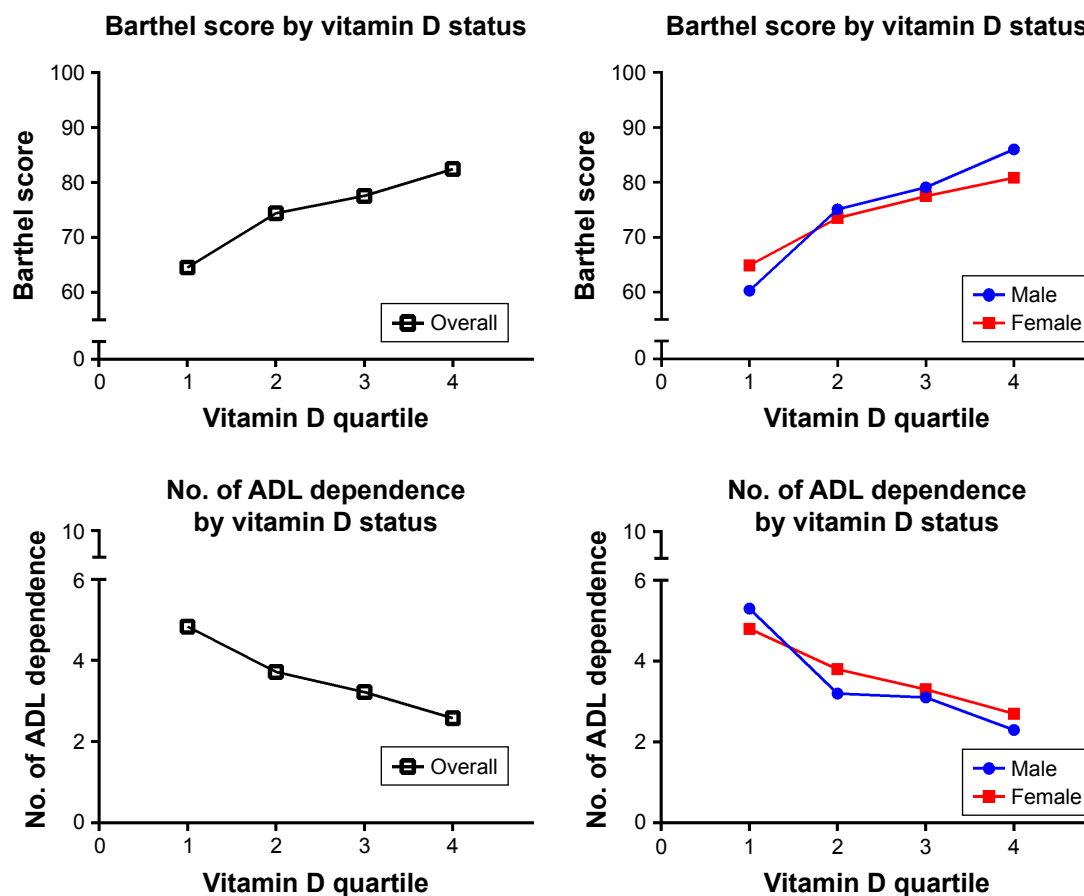 Barthel score by vitamin D status
Barthel score
100
90
80
70
60
0
0
1
2
3
4
Overall
Vitamin D quartile
Barthel score by vitamin D status
Barthel score
100
90
80
70
60
0
0
1
2
3
4
Male
Female
Vitamin D quartile
No. of ADL dependence
by vitamin D status
No. of ADL dependence
10
6
4
2
0
0
1
2
3
4
Overall
Vitamin D quartile
No. of ADL dependence
by vitamin D status
No. of ADL dependence
10
6
4
2
0
0
1
2
3
4
Male
Female
Vitamin D quartile